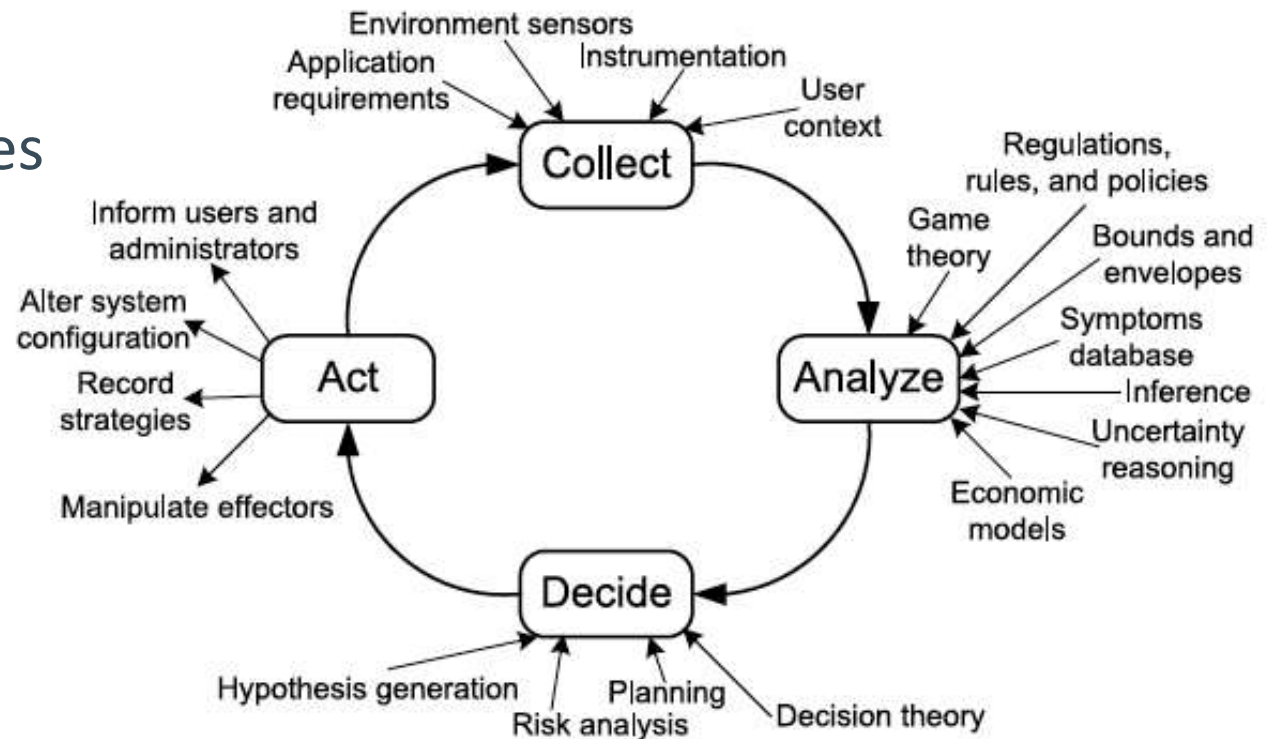 es
Environment sensors
Application
requirements
Instrumentation
User
context
Collect
Regulations,
rules, and policies
Game
theory
Bounds and
envelopes
Symptoms
database
Inference
Uncertainty
reasoning
Economic
models
Analyze
Inform users and
administrators
Alter system
configuration
Record
strategies
Manipulate effectors
Act
Decide
Hypothesis generation
Risk analysis
Planning
Decision theory